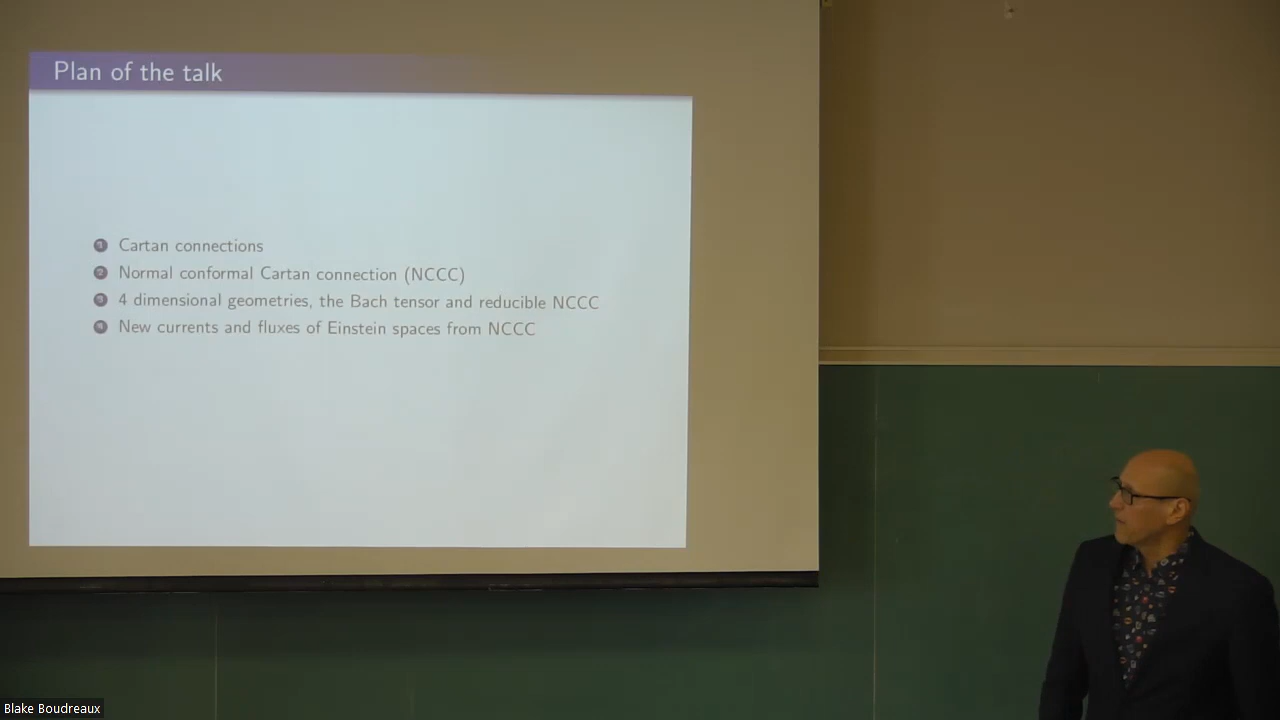 Plan of the talk
1 Cartan connections
2 Normal conformal Cartan connection (NCCC)
3 4 dimensional geometries, the Bach tensor and reducible NCCC
4 New currents and fluxes of Einstein spaces from NCCC
Blake Boudreaux